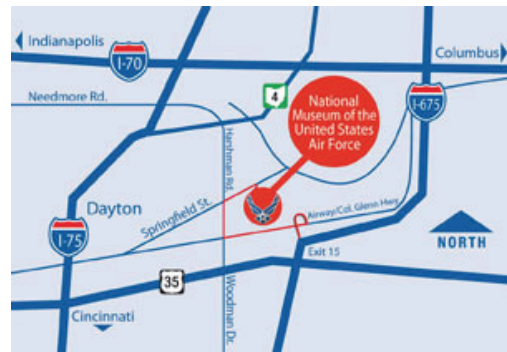 Indianapolis
I-70
Columbus
Needmore Rd.
4
National
Museum of the
United States
Air Force
I-675
Harshman Rd.
Dayton
Springfield St.
Airway/Col. Glenn Hwy
I-75
NORTH
Exit 15
35
Woodman Dr.
Cincinnati